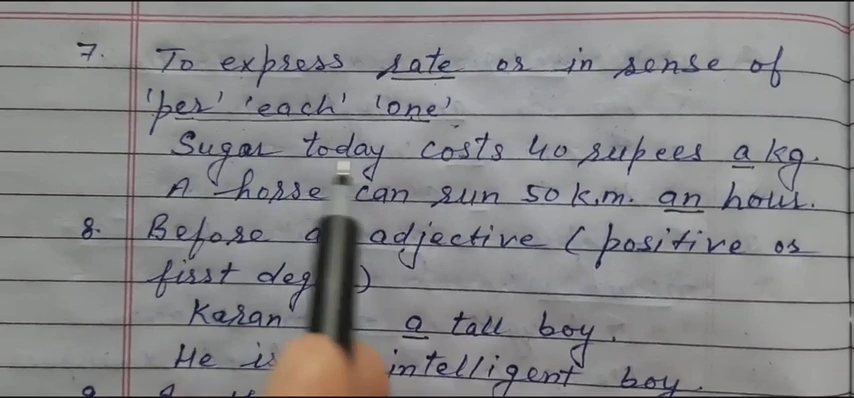 7. To express rate or in sense of
'per' 'each' 'one'
Sugar today costs 40 rupees a kg.
A horse can run 50 k.m. an hour.
8. Before a adjective (positive or
first deg )
Karan a tall boy.
He is intelligent boy.